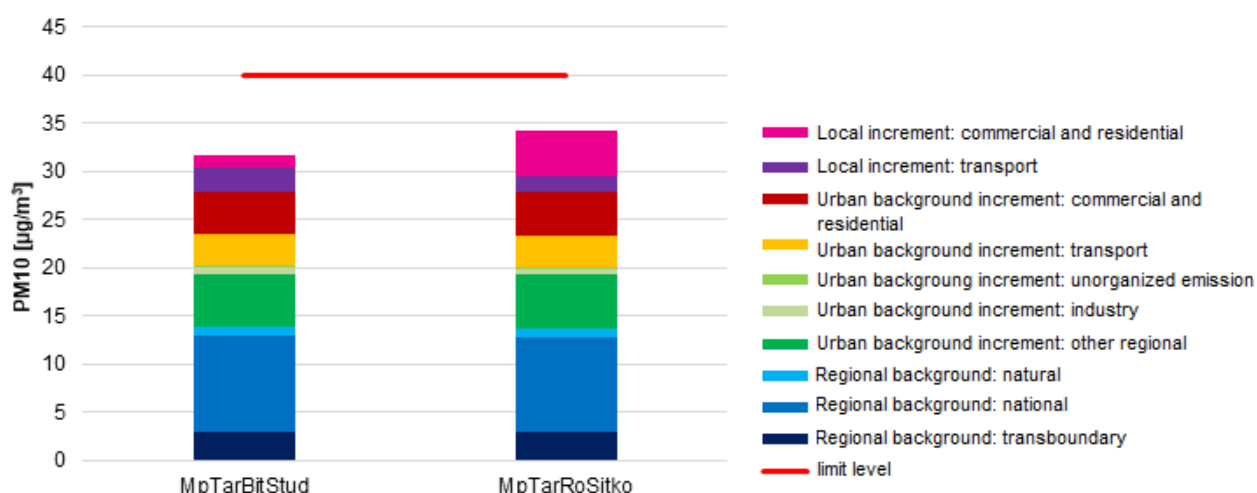 45
40
35
30
25
20
15
10
5
0
PM10 [µg/m³]
MpTarBitStud
MpTarRoSitko
Local increment: commercial and residential
Local increment: transport
Urban background increment: commercial and
residential
Urban background increment: transport
Urban backgroung increment: unorganized emission
Urban background increment: industry
Urban background increment: other regional
Regional background: natural
Regional background: national
Regional background: transboundary
limit level